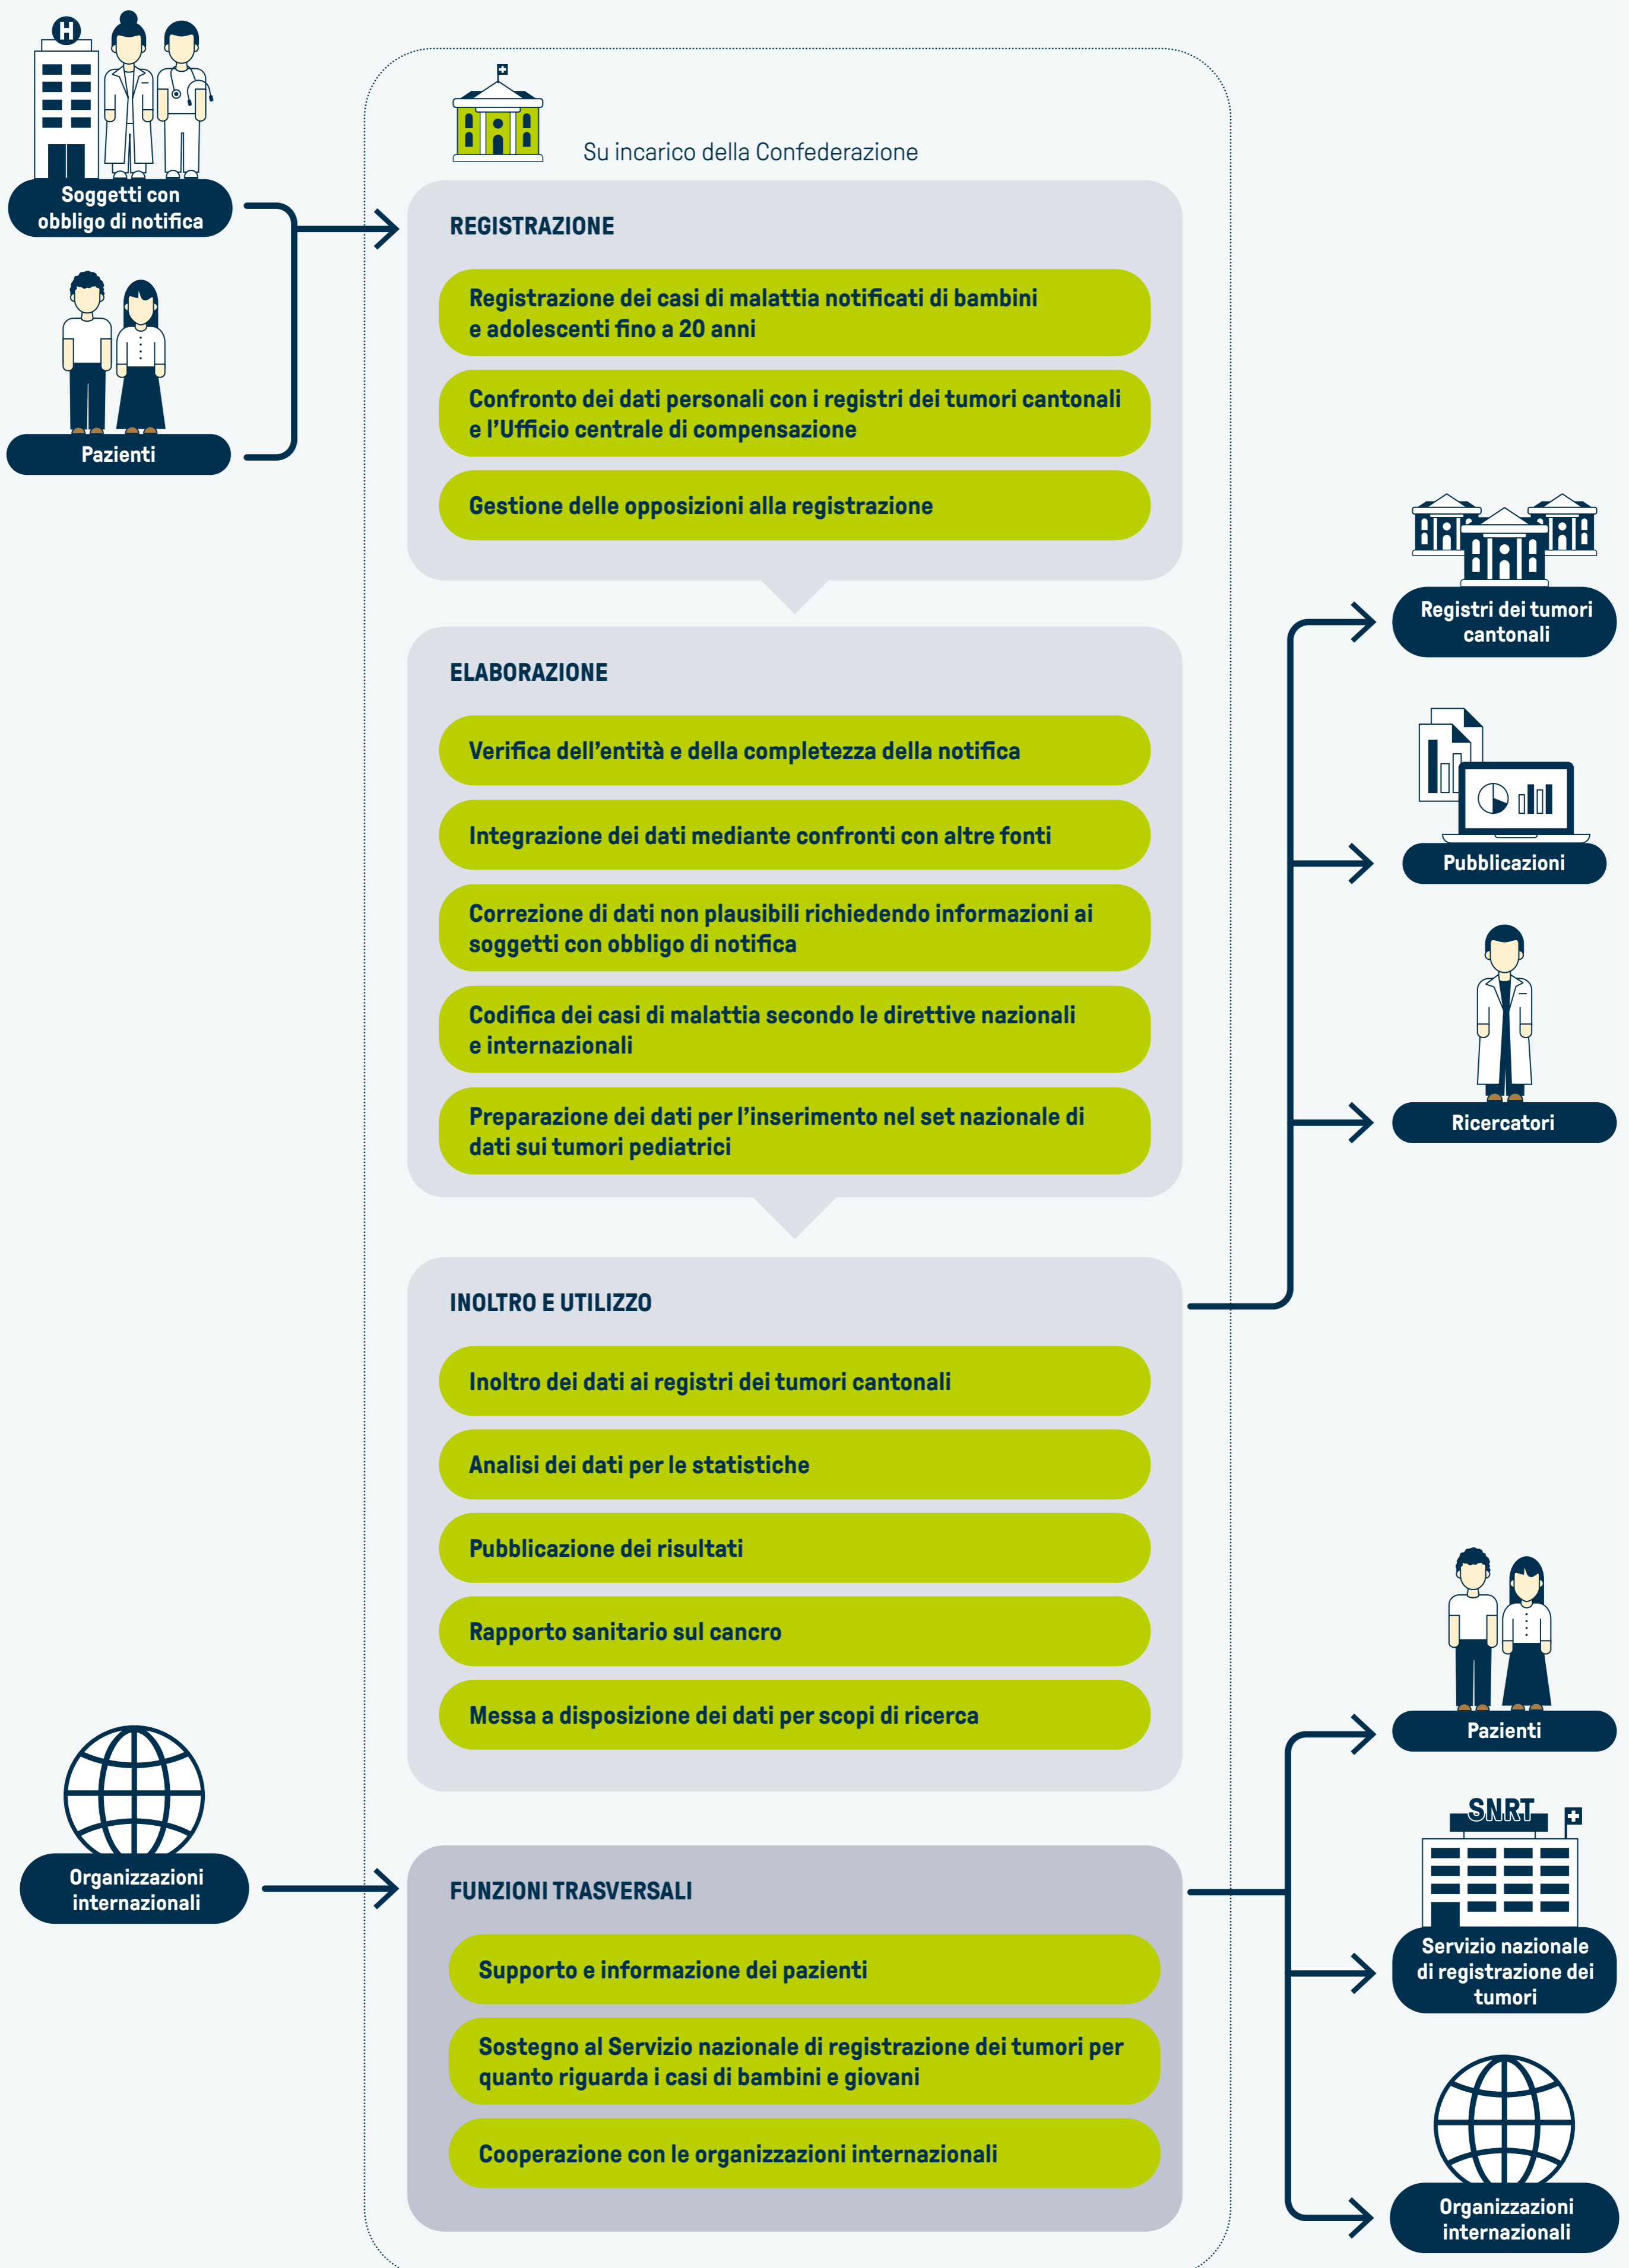 H
Soggetti con
obbligo di notifica
Pazienti
Su incarico della Confederazione
REGISTRAZIONE
Registrazione dei casi di malattia notificati di bambini
e adolescenti fino a 20 anni
Confronto dei dati personali con i registri dei tumori cantonali
e l'Ufficio centrale di compensazione
Gestione delle opposizioni alla registrazione
ELABORAZIONE
Verifica dell'entità e della completezza della notifica
Integrazione dei dati mediante confronti con altre fonti
Correzione di dati non plausibili richiedendo informazioni ai
soggetti con obbligo di notifica
Codifica dei casi di malattia secondo le direttive nazionali
e internazionali
Preparazione dei dati per l'inserimento nel set nazionale di
dati sui tumori pediatrici
Registri dei tumori
cantonali
Pubblicazioni
Ricercatori
INOLTRO E UTILIZZO
Inoltro dei dati ai registri dei tumori cantonali
Analisi dei dati per le statistiche
Pubblicazione dei risultati
Rapporto sanitario sul cancro
Messa a disposizione dei dati per scopi di ricerca
Organizzazioni
internazionali
FUNZIONI TRASVERSALI
Supporto e informazione dei pazienti
Sostegno al Servizio nazionale di registrazione dei tumori per
quanto riguarda i casi di bambini e giovani
Cooperazione con le organizzazioni internazionali
Pazienti
SNRT
Servizio nazionale
di registrazione dei
tumori
Organizzazioni
internazionali